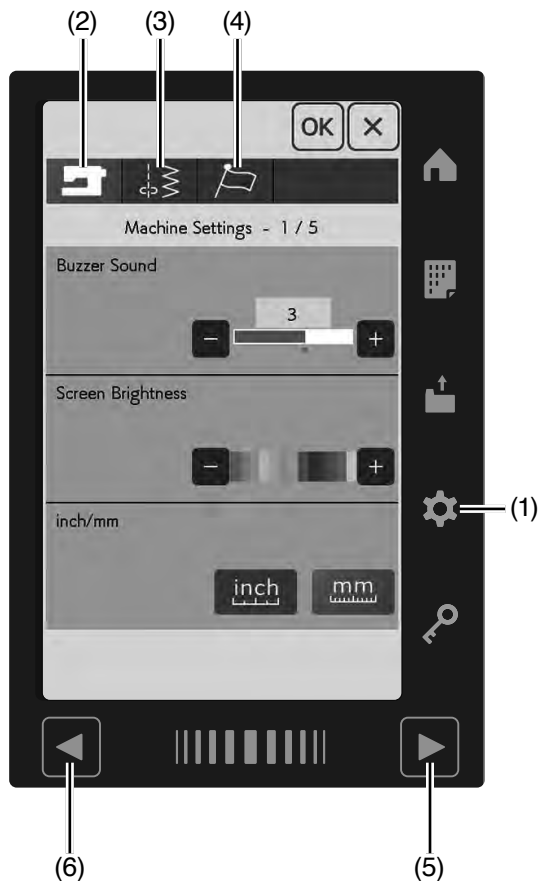 (2) (3) (4)
OK
Machine Settings - 1 / 5
Buzzer Sound
3
Screen Brightness
(1)
inch/mm
inch mm
(6) (5)